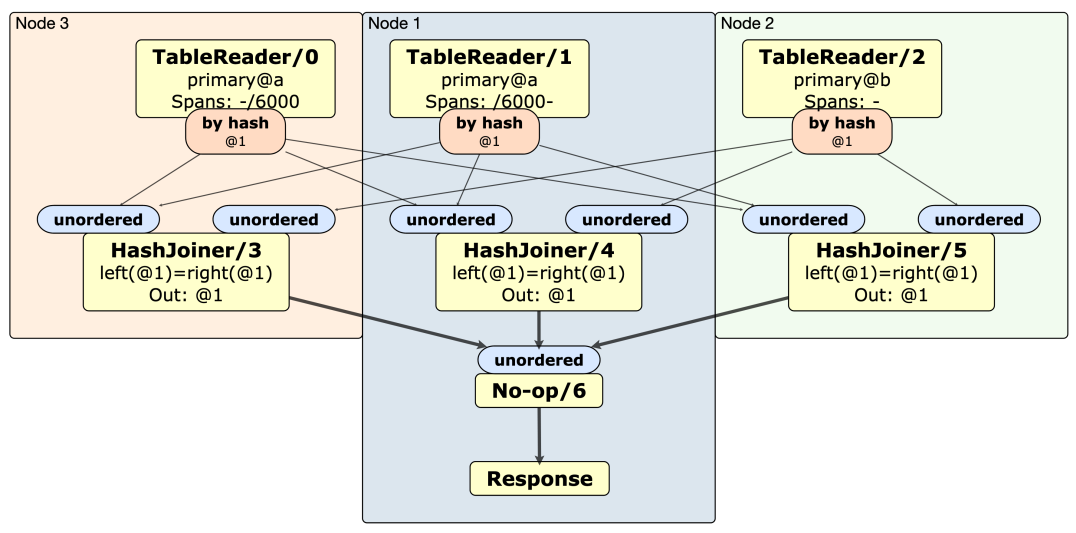 Node 3
Node 1
Node 2
TableReader/0
primary@a
Spans: -/6000
by hash
@1
TableReader/1
primary@a
Spans: /6000-
by hash
@1
TableReader/2
primary@b
Spans: -
by hash
@1
unordered
unordered
unordered
unordered
unordered
unordered
HashJoiner/3
left(@1)=right(@1)
Out: @1
HashJoiner/4
left(@1)=right(@1)
Out: @1
HashJoiner/5
left(@1)=right(@1)
Out: @1
unordered
No-op/6
Response